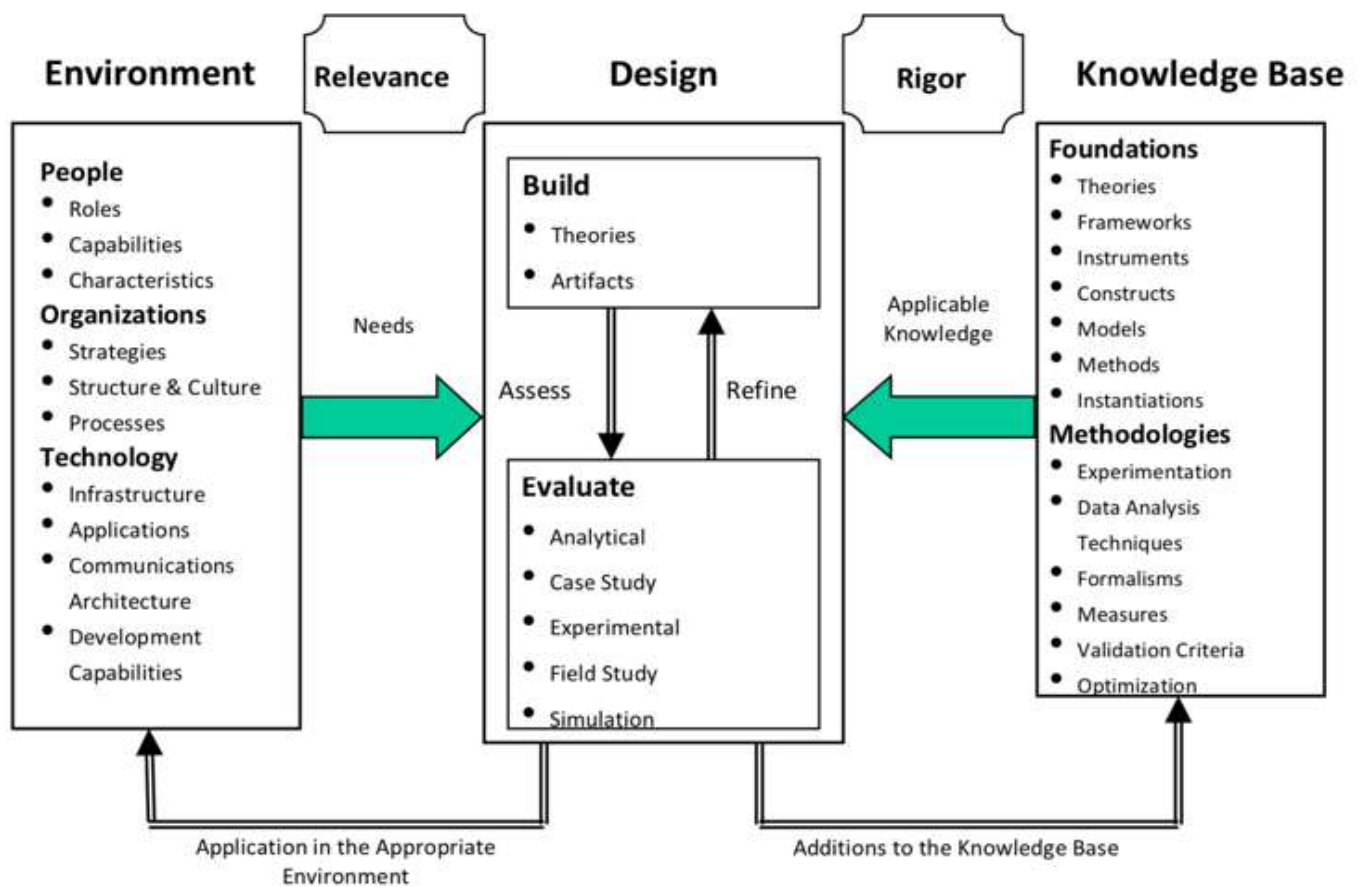 Environment
Relevance
Design
Rigor
Knowledge Base
People
• Roles
• Capabilities
• Characteristics
Organizations
• Strategies
• Structure & Culture
• Processes
Technology
• Infrastructure
• Applications
• Communications
Architecture
• Development
Capabilities
Needs
Build
• Theories
• Artifacts
Assess
Refine
Evaluate
• Analytical
• Case Study
• Experimental
• Field Study
• Simulation
Applicable
Knowledge
Foundations
• Theories
• Frameworks
• Instruments
• Constructs
• Models
• Methods
• Instantiations
Methodologies
• Experimentation
• Data Analysis
Techniques
• Formalisms
• Measures
• Validation Criteria
• Optimization
Application in the Appropriate
Environment
Additions to the Knowledge Base